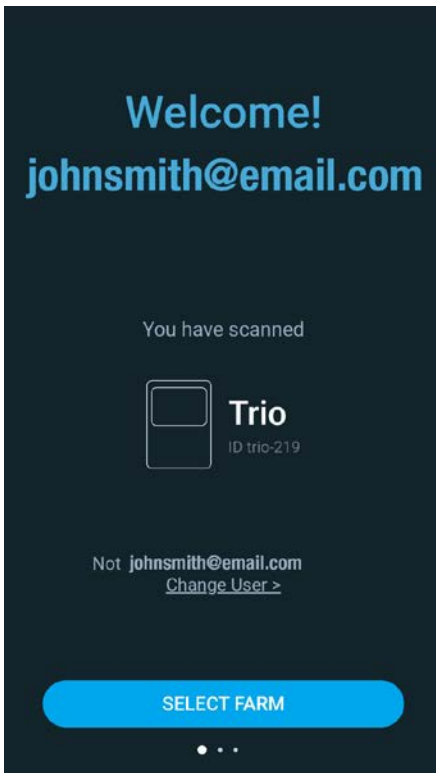 Welcome!
johnsmith@email.com
You have scanned
Trio
ID trio-219
Not johnsmith@email.com
Change User >
SELECT FARM